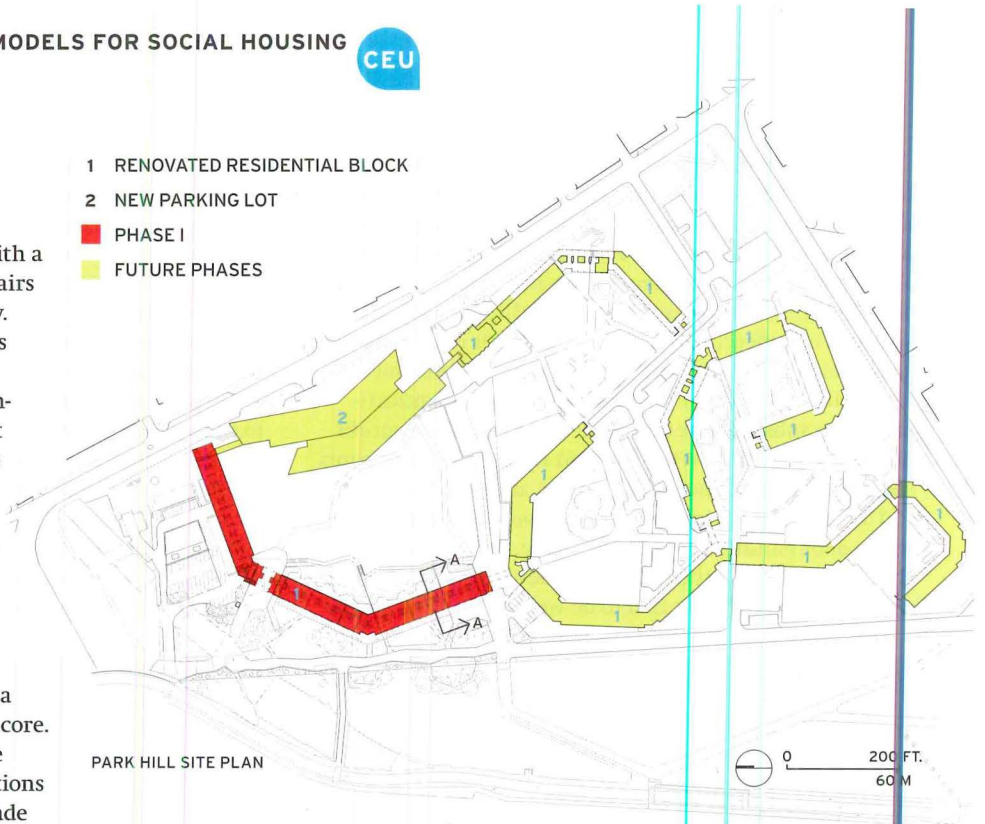 MODELS FOR SOCIAL HOUSING
CEU
1 RENOVATED RESIDENTIAL BLOCK
2 NEW PARKING LOT
PHASE I
FUTURE PHASES
ith a
airs
s
a
core.
e
tions
ade
1
1
1
1
2
1
1
1
1
1
1
1
A
A
PARK HILL SITE PLAN
0 200 FT.
60 M